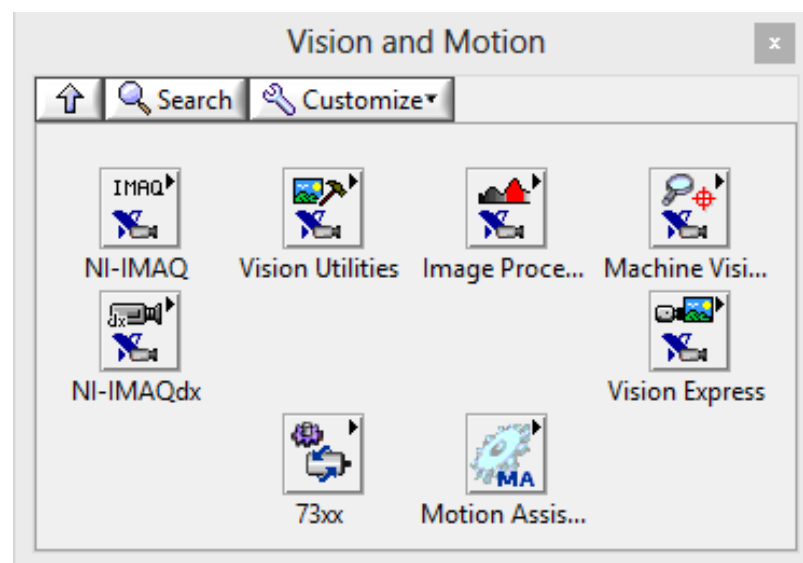 Vision and Motion
x
Search Customize
IMAQ
NI-IMAQ Vision Utilities Image Proce... Machine Visi...
dx
NI-IMAQdx Vision Express
MA
73xx Motion Assis...